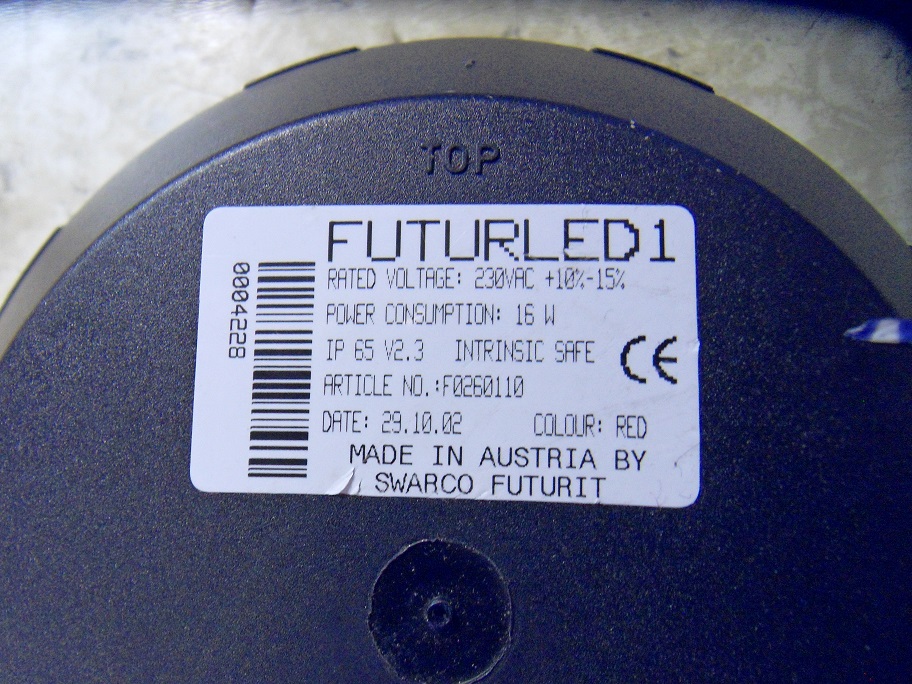 TOP
FUTURLED1
RATED VOLTAGE: 230VAC +10%-15%
POWER CONSUMPTION: 16 W
IP 65 V2.3 INTRINSIC SAFE
CE
ARTICLE NO.:F0260110
DATE: 29.10.02 COLOUR: RED
MADE IN AUSTRIA BY
SWARCO FUTURIT
0004228